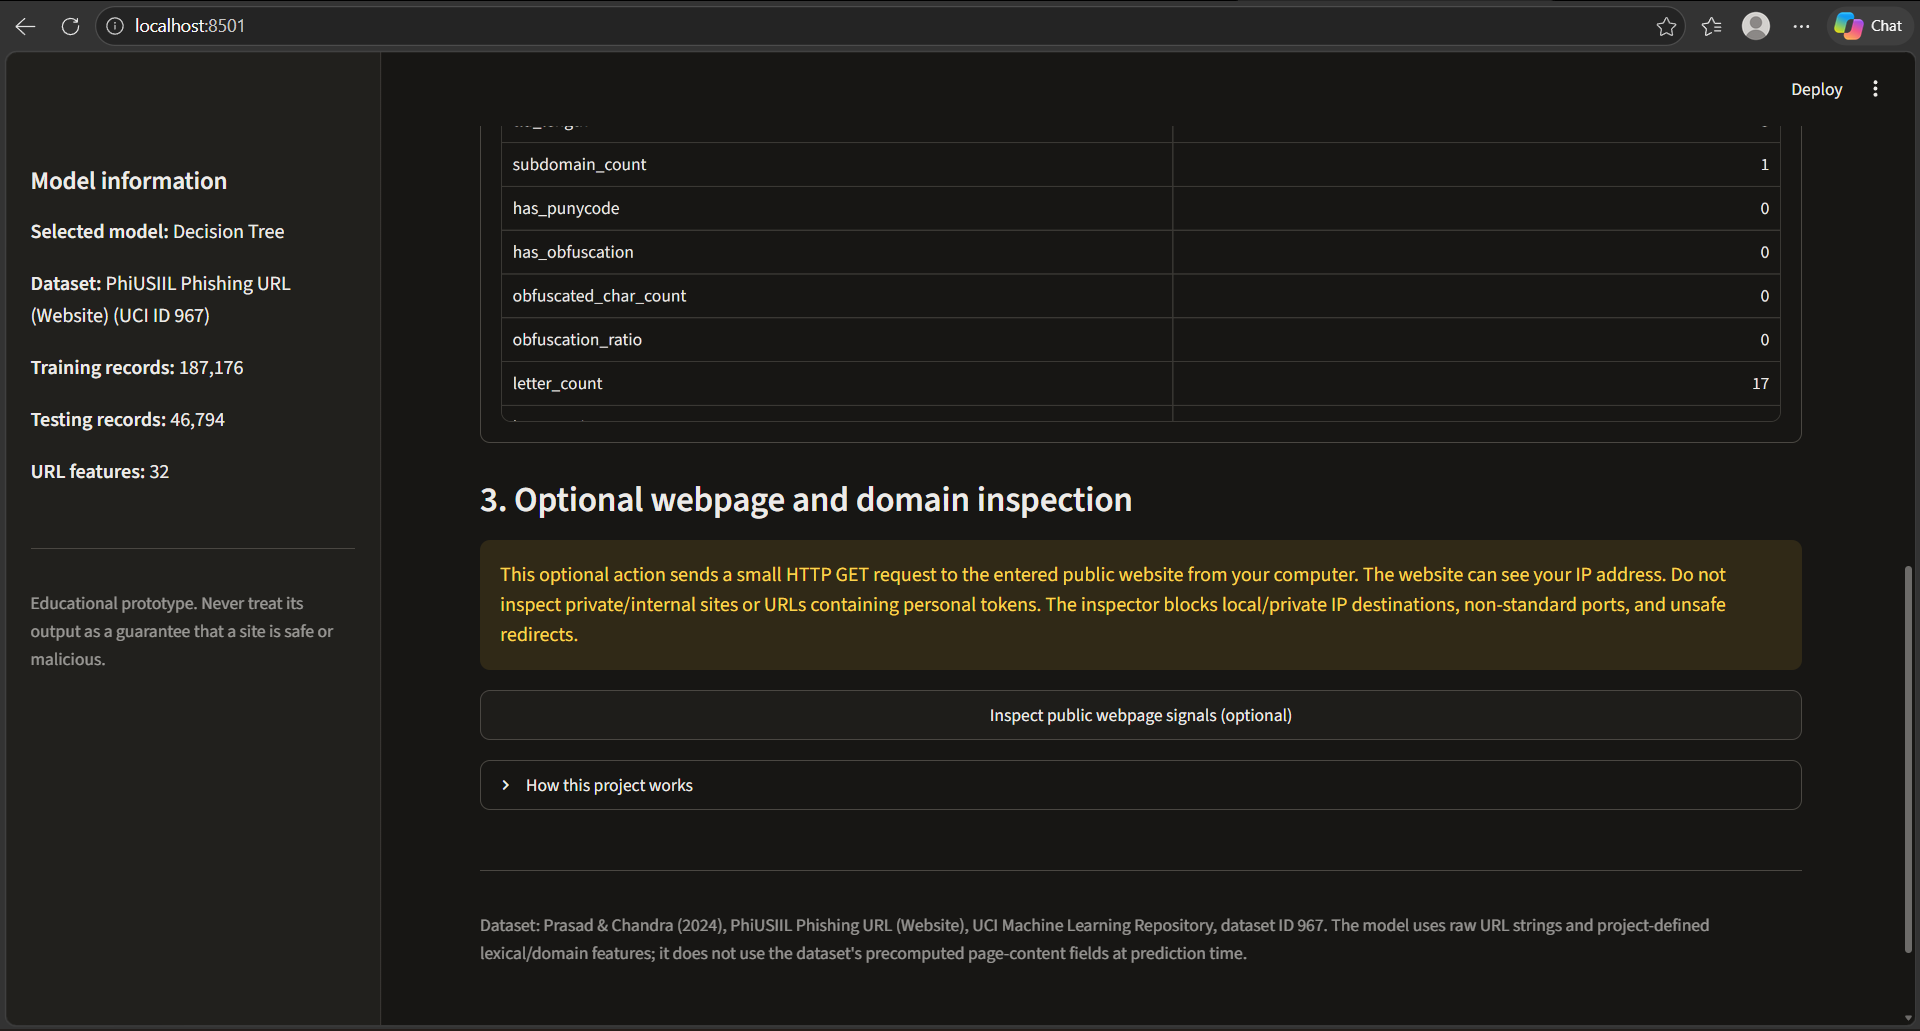 localhost:8501
Chat
Deploy
Model information
Selected model: Decision Tree
Dataset: PhiUSIIL Phishing URL
(Website) (UCI ID 967)
Training records: 187,176
Testing records: 46,794
URL features: 32
Educational prototype. Never treat its
output as a guarantee that a site is safe or
malicious.
subdomain_count 1
has_punycode 0
has_obfuscation 0
obfuscated_char_count 0
obfuscation_ratio 0
letter_count 17
3. Optional webpage and domain inspection
This optional action sends a small HTTP GET request to the entered public website from your computer. The website can see your IP address. Do not
inspect private/internal sites or URLs containing personal tokens. The inspector blocks local/private IP destinations, non-standard ports, and unsafe
redirects.
Inspect public webpage signals (optional)
How this project works
Dataset: Prasad & Chandra (2024), PhiUSIIL Phishing URL (Website), UCI Machine Learning Repository, dataset ID 967. The model uses raw URL strings and project-defined
lexical/domain features; it does not use the dataset's precomputed page-content fields at prediction time.